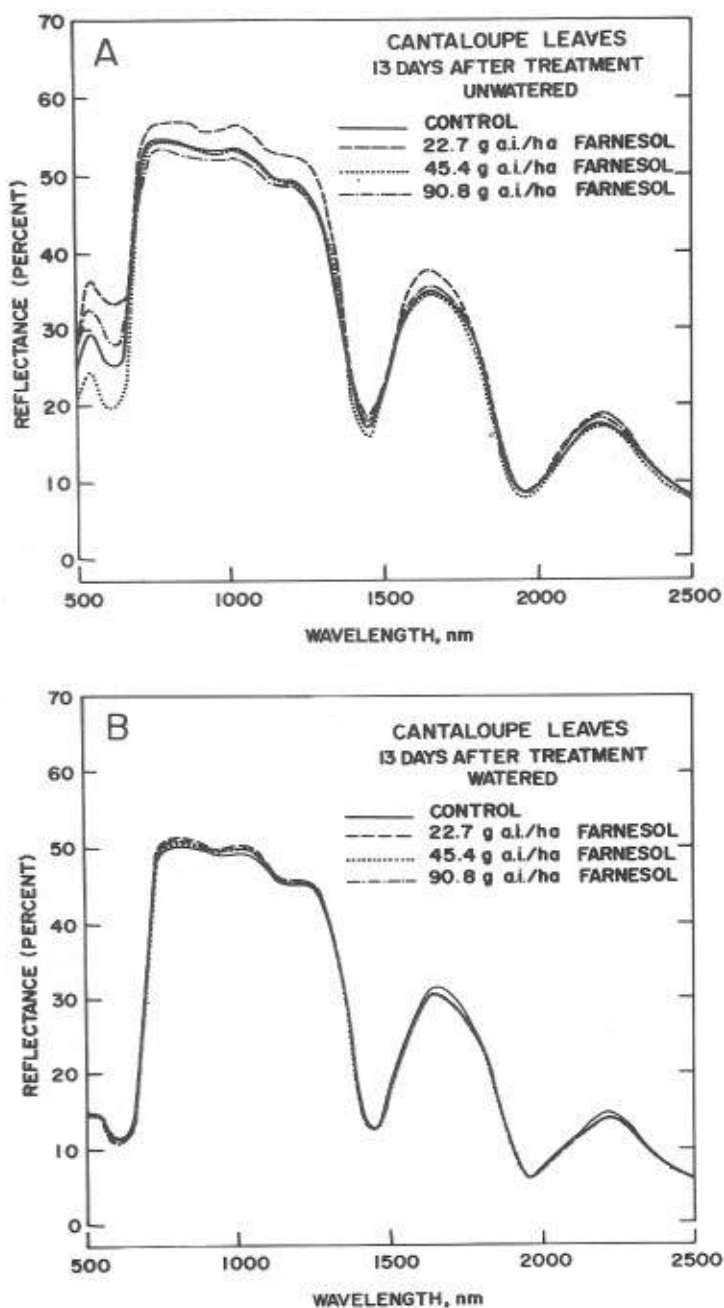 A
CANTALOUPE LEAVES
13 DAYS AFTER TREATMENT
UNWATERED
CONTROL
22.7 g a.i./ha FARNESOL
45.4 g a.i./ha FARNESOL
90.8 g a.i./ha FARNESOL
REFLECTANCE (PERCENT)
70
60
50
40
30
20
10
0
500 1000 1500 2000 2500
WAVELENGTH, nm
B
CANTALOUPE LEAVES
13 DAYS AFTER TREATMENT
WATERED
CONTROL
22.7 g a.i./ha FARNESOL
45.4 g a.i./ha FARNESOL
90.8 g a.i./ha FARNESOL
REFLECTANCE (PERCENT)
70
60
50
40
30
20
10
0
500 1000 1500 2000 2500
WAVELENGTH, nm